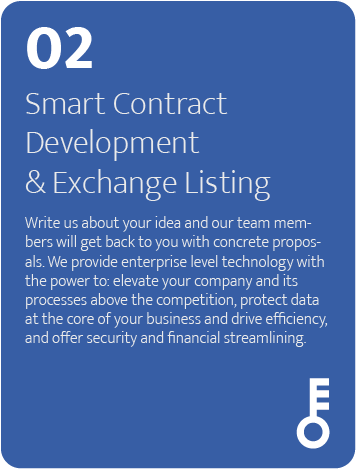 02
Smart Contract
Development
& Exchange Listing
Write us about your idea and our team mem-
bers will get back to you with concrete propos-
als. We provide enterprise level technology with
the power to: elevate your company and its
processes above the competition, protect data
at the core of your business and drive efficiency,
and offer security and financial streamlining.